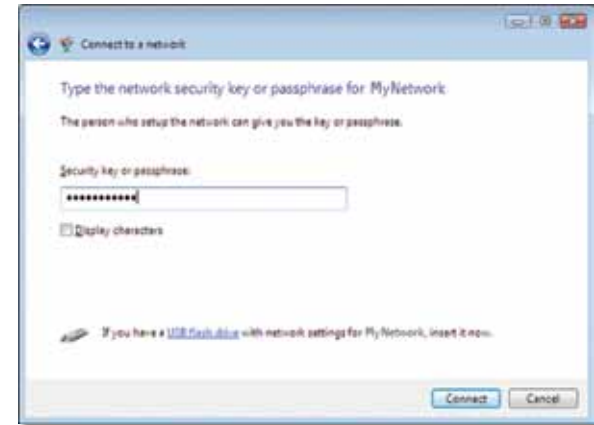 Connect to a network
Type the network security key or passphrase for MyNetwork
The person who setup the network can give you the key or passphrase.
Security key or passphrase:
•••••••••••
Display characters
If you have a USB flash drive with network settings for MyNetwork, insert it now.
Connect Cancel